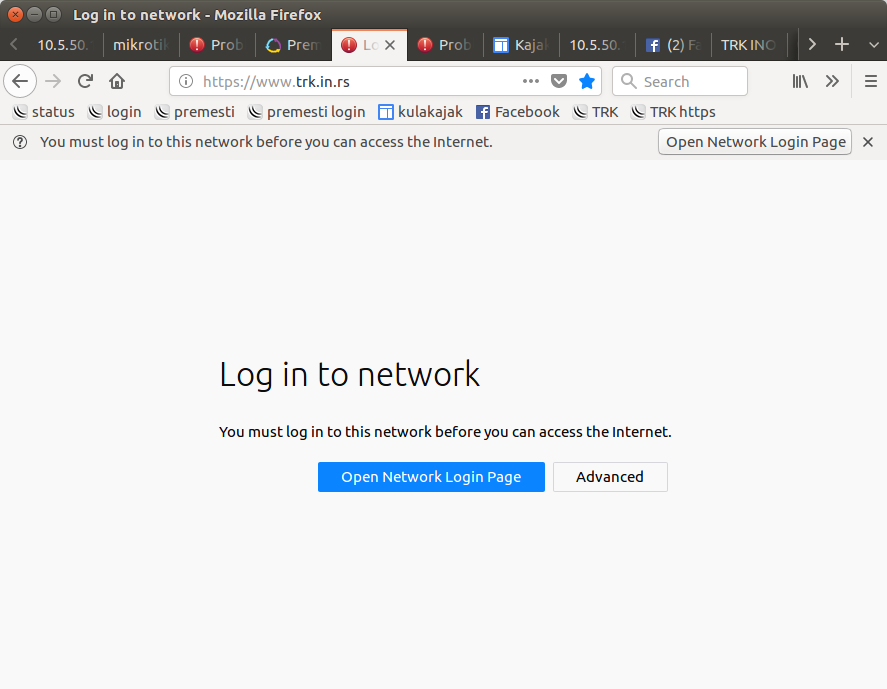 Log in to network - Mozilla Firefox
10.5.50. mikroti Prob Prem Lo Prob Kajak 10.5.50. (2) Fa TRK INO
https://www.trk.in.rs Search
status login premesti premesti login kulakajak Facebook TRK TRK https
You must log in to this network before you can access the Internet. Open Network Login Page
Log in to network
You must log in to this network before you can access the Internet.
Open Network Login Page Advanced